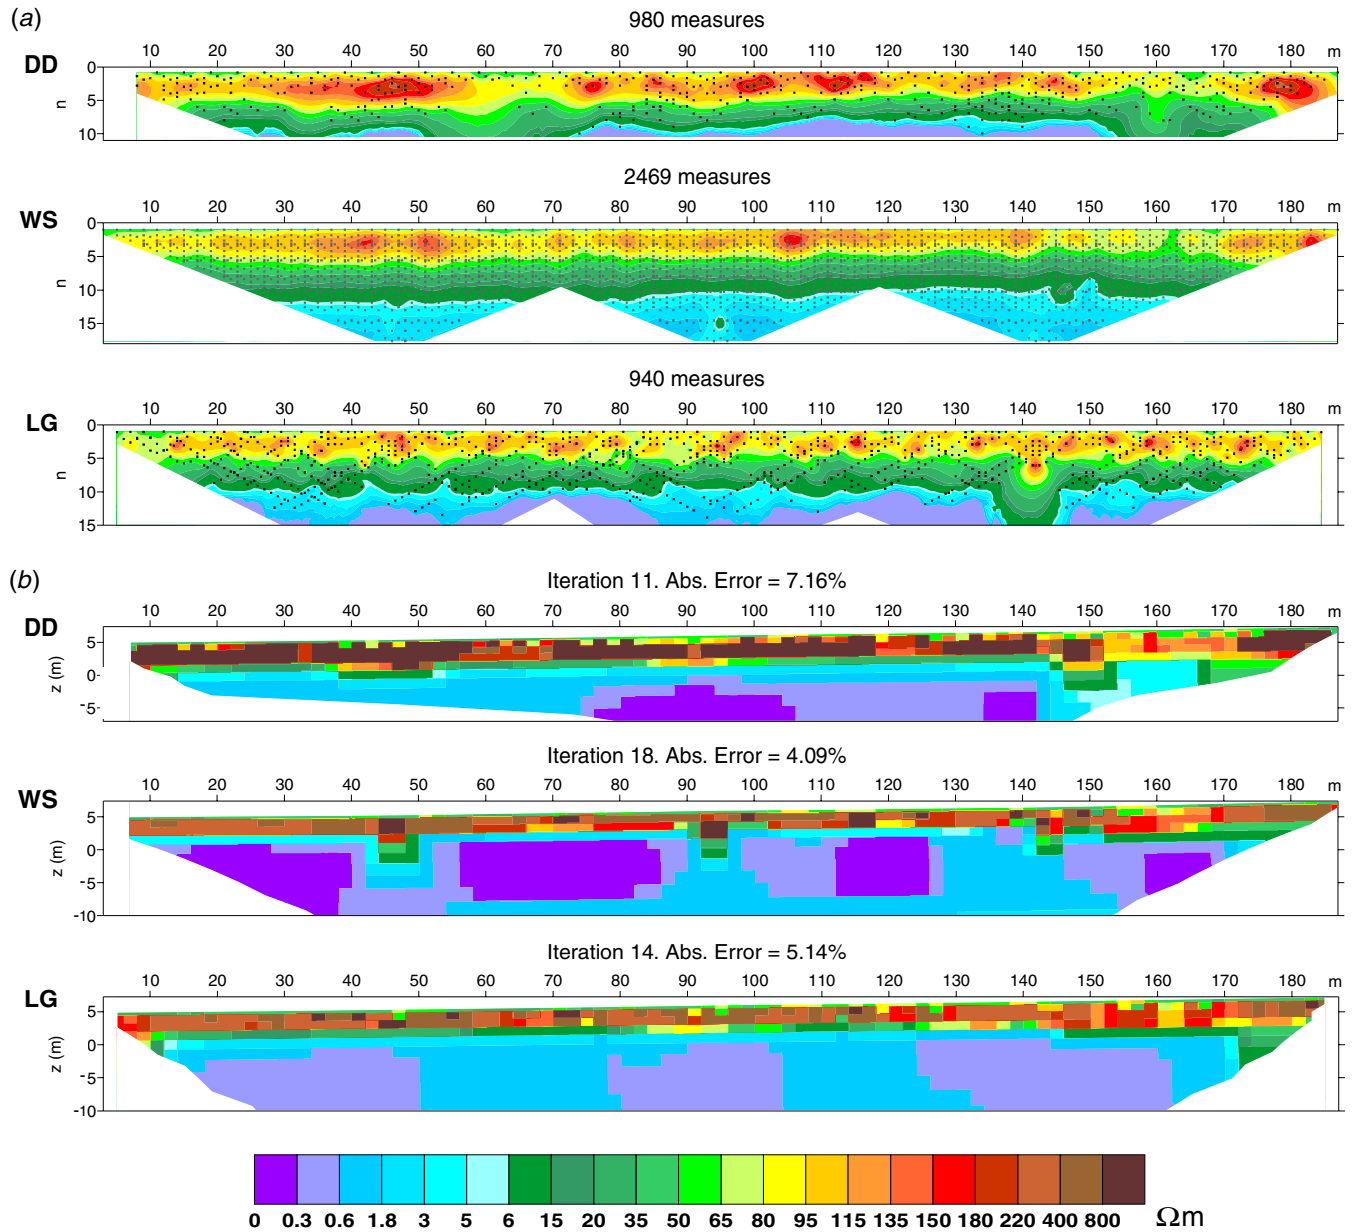 (a)
980 measures
10 20 30 40 50 60 70 80 90 100 110 120 130 140 150 160 170 180 m
DD
0
n
5
10
2469 measures
10 20 30 40 50 60 70 80 90 100 110 120 130 140 150 160 170 180 m
WS
0
5
n
10
15
940 measures
10 20 30 40 50 60 70 80 90 100 110 120 130 140 150 160 170 180 m
LG
0
5
n
10
15
(b)
Iteration 11. Abs. Error = 7.16%
10 20 30 40 50 60 70 80 90 100 110 120 130 140 150 160 170 180 m
DD
5
z (m)
0
-5
Iteration 18. Abs. Error = 4.09%
10 20 30 40 50 60 70 80 90 100 110 120 130 140 150 160 170 180 m
WS
5
z (m)
0
-5
-10
Iteration 14. Abs. Error = 5.14%
10 20 30 40 50 60 70 80 90 100 110 120 130 140 150 160 170 180 m
LG
5
z (m)
0
-5
-10
0 0.3 0.6 1.8 3 5 6 15 20 35 50 65 80 95 115 135 150 180 220 400 800 Ωm